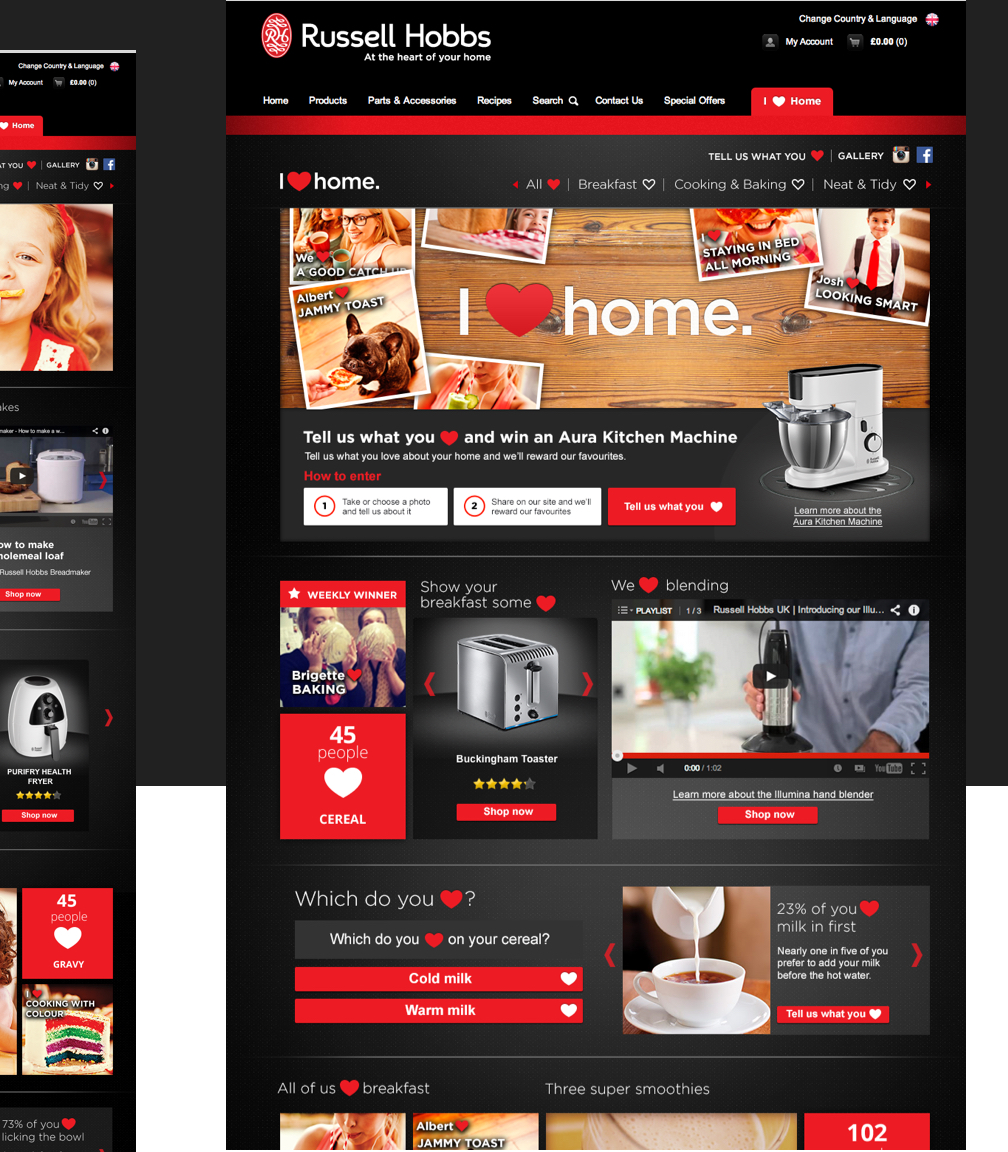 Change Country & Language
My Account £0.00 (0)
Home
AT YOU | GALLERY
ng | Neat & Tidy
akes
maker - How to make a w...
ow to make
holemeal loaf
Russell Hobbs Breadmaker
Shop now
PURIFRY HEALTH
FRYER
Shop now
45
people
GRAVY
I
COOKING WITH
COLOUR
73% of you
licking the bowl
RH
Russell Hobbs
At the heart of your home
Change Country & Language
My Account £0.00 (0)
Home Products Parts & Accessories Recipes Search Contact Us Special Offers I Home
TELL US WHAT YOU | GALLERY
I home.
All | Breakfast | Cooking & Baking | Neat & Tidy
We
A GOOD CATCH UP
I
STAYING IN BED
ALL MORNING
Josh
LOOKING SMART
Albert
JAMMY TOAST
I home.
Tell us what you and win an Aura Kitchen Machine
Tell us what you love about your home and we'll reward our favourites.
How to enter
1 Take or choose a photo
and tell us about it
2 Share on our site and we'll
reward our favourites
Tell us what you
Learn more about the
Aura Kitchen Machine
WEEKLY WINNER
Brigette
BAKING
45
people
CEREAL
Show your
breakfast some
Buckingham Toaster
Shop now
We blending
PLAYLIST | 1 / 3 Russell Hobbs UK | Introducing our Illu...
0:00 / 1:02 YouTube
Learn more about the Illumina hand blender
Shop now
Which do you ?
Which do you on your cereal?
Cold milk
Warm milk
23% of you
milk in first
Nearly one in five of you
prefer to add your milk
before the hot water.
Tell us what you
All of us breakfast
Three super smoothies
Albert
JAMMY TOAST
102